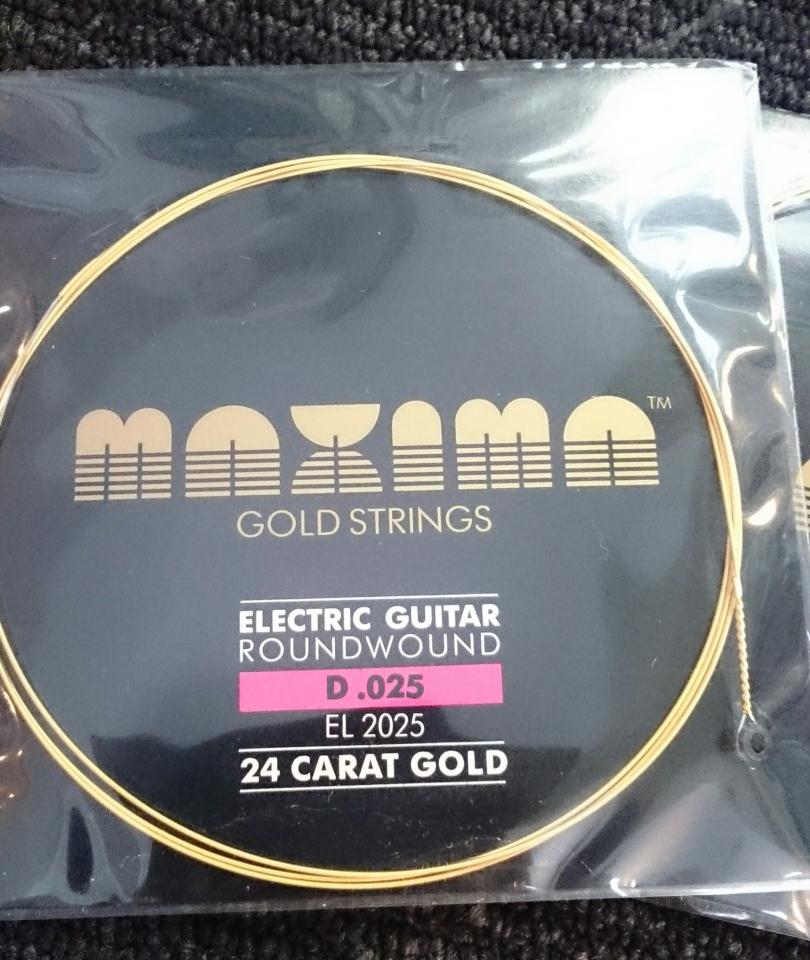 MAXIMA™
GOLD STRINGS
ELECTRIC GUITAR
ROUNDWOUND
D .025
EL 2025
24 CARAT GOLD